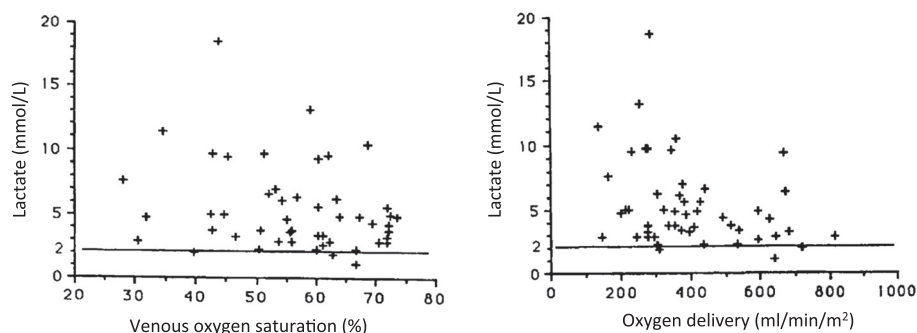 20
15
10
5
2
0
Lactate (mmol/L)
20 30 40 50 60 70 80
Venous oxygen saturation (%)
20
15
10
5
2
0
Lactate (mmol/L)
0 200 400 600 800 1000
Oxygen delivery (ml/min/m²)